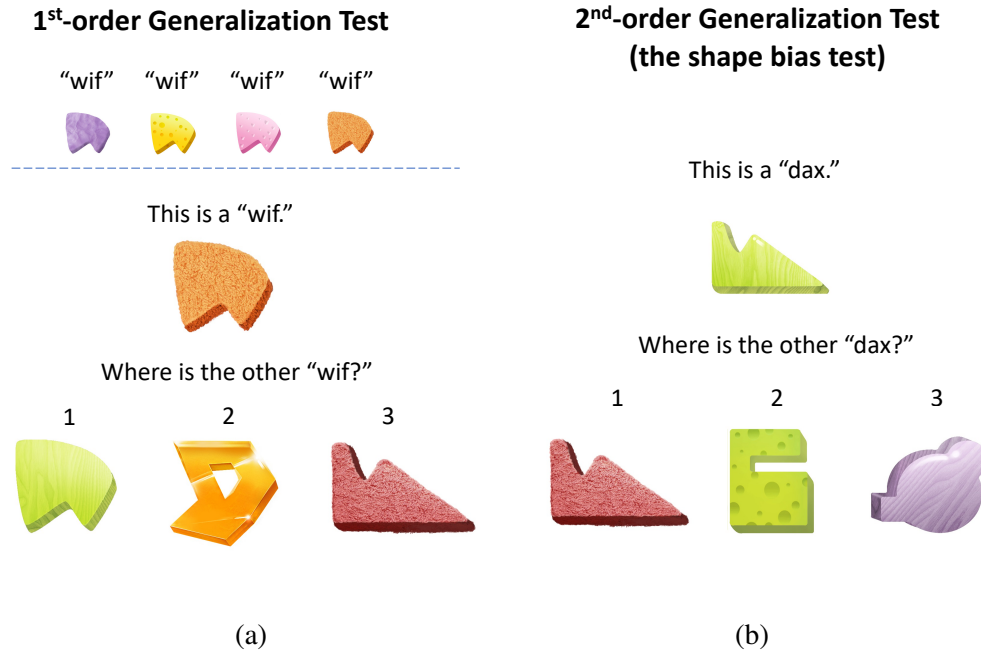 1st-order Generalization Test
“wif” “wif” “wif” “wif”
This is a “wif.”
Where is the other “wif?”
1 2 3
(a)
2nd-order Generalization Test
(the shape bias test)
This is a “dax.”
Where is the other “dax?”
1 2 3
(b)